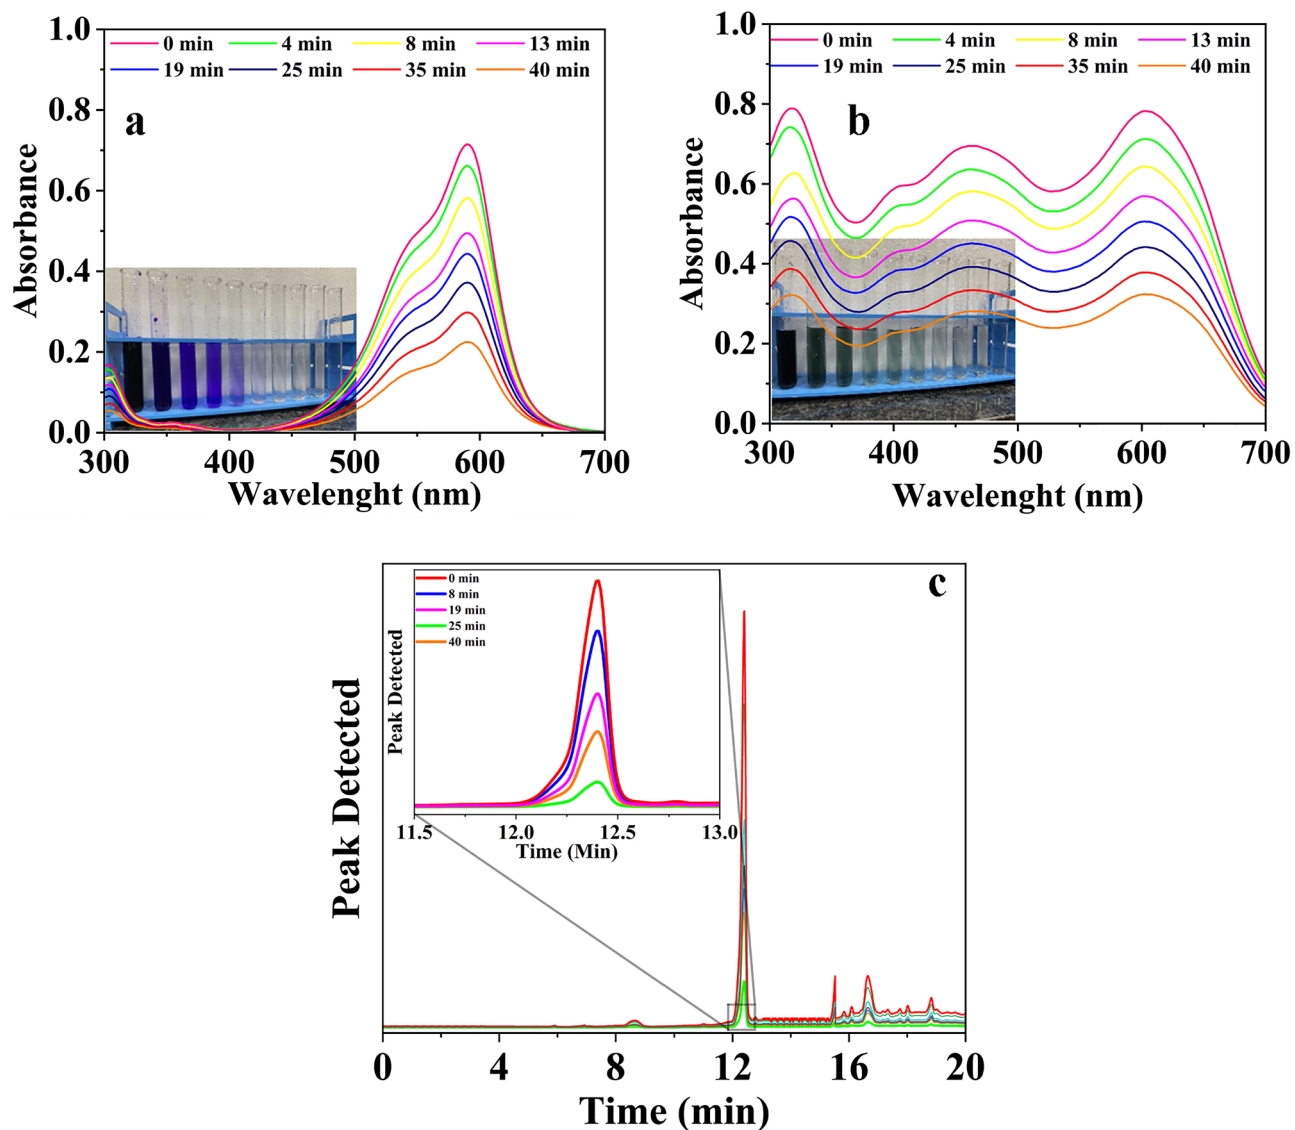 1.0
0.8
0.6
0.4
0.2
0.0
Absorbance
0 min 4 min 8 min 13 min
19 min 25 min 35 min 40 min
a
300 400 500 600 700
Wavelenght (nm)
1.0
0.8
0.6
0.4
0.2
0.0
Absorbance
0 min 4 min 8 min 13 min
19 min 25 min 35 min 40 min
b
300 400 500 600 700
Wavelenght (nm)
c
Peak Detected
0 min
8 min
19 min
25 min
40 min
Peak Detected
11.5 12.0 12.5 13.0
Time (Min)
0 4 8 12 16 20
Time (min)